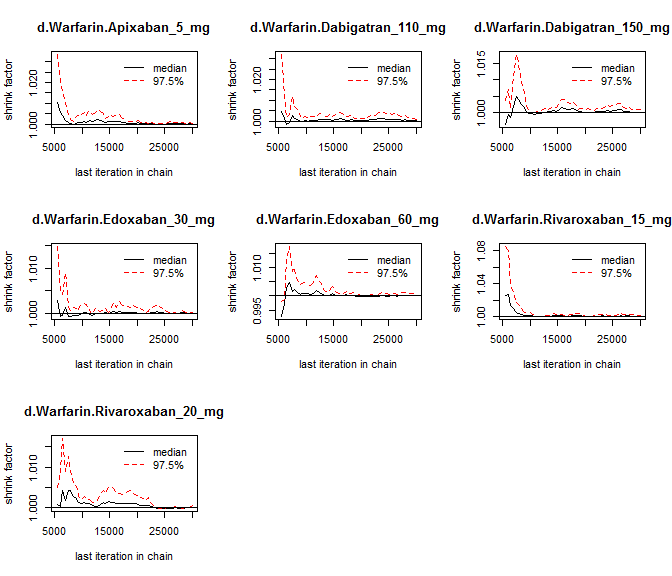 d.Warfarin.Apixaban_5_mg
shrink factor
1.000 1.020
median
97.5%
5000 15000 25000
last iteration in chain
d.Warfarin.Dabigatran_110_mg
shrink factor
1.000 1.020
median
97.5%
5000 15000 25000
last iteration in chain
d.Warfarin.Dabigatran_150_mg
shrink factor
1.000 1.015
median
97.5%
5000 15000 25000
last iteration in chain
d.Warfarin.Edoxaban_30_mg
shrink factor
1.000 1.010
median
97.5%
5000 15000 25000
last iteration in chain
d.Warfarin.Edoxaban_60_mg
shrink factor
0.995 1.010
median
97.5%
5000 15000 25000
last iteration in chain
d.Warfarin.Rivaroxaban_15_mg
shrink factor
1.00 1.04 1.08
median
97.5%
5000 15000 25000
last iteration in chain
d.Warfarin.Rivaroxaban_20_mg
shrink factor
1.000 1.010
median
97.5%
5000 15000 25000
last iteration in chain